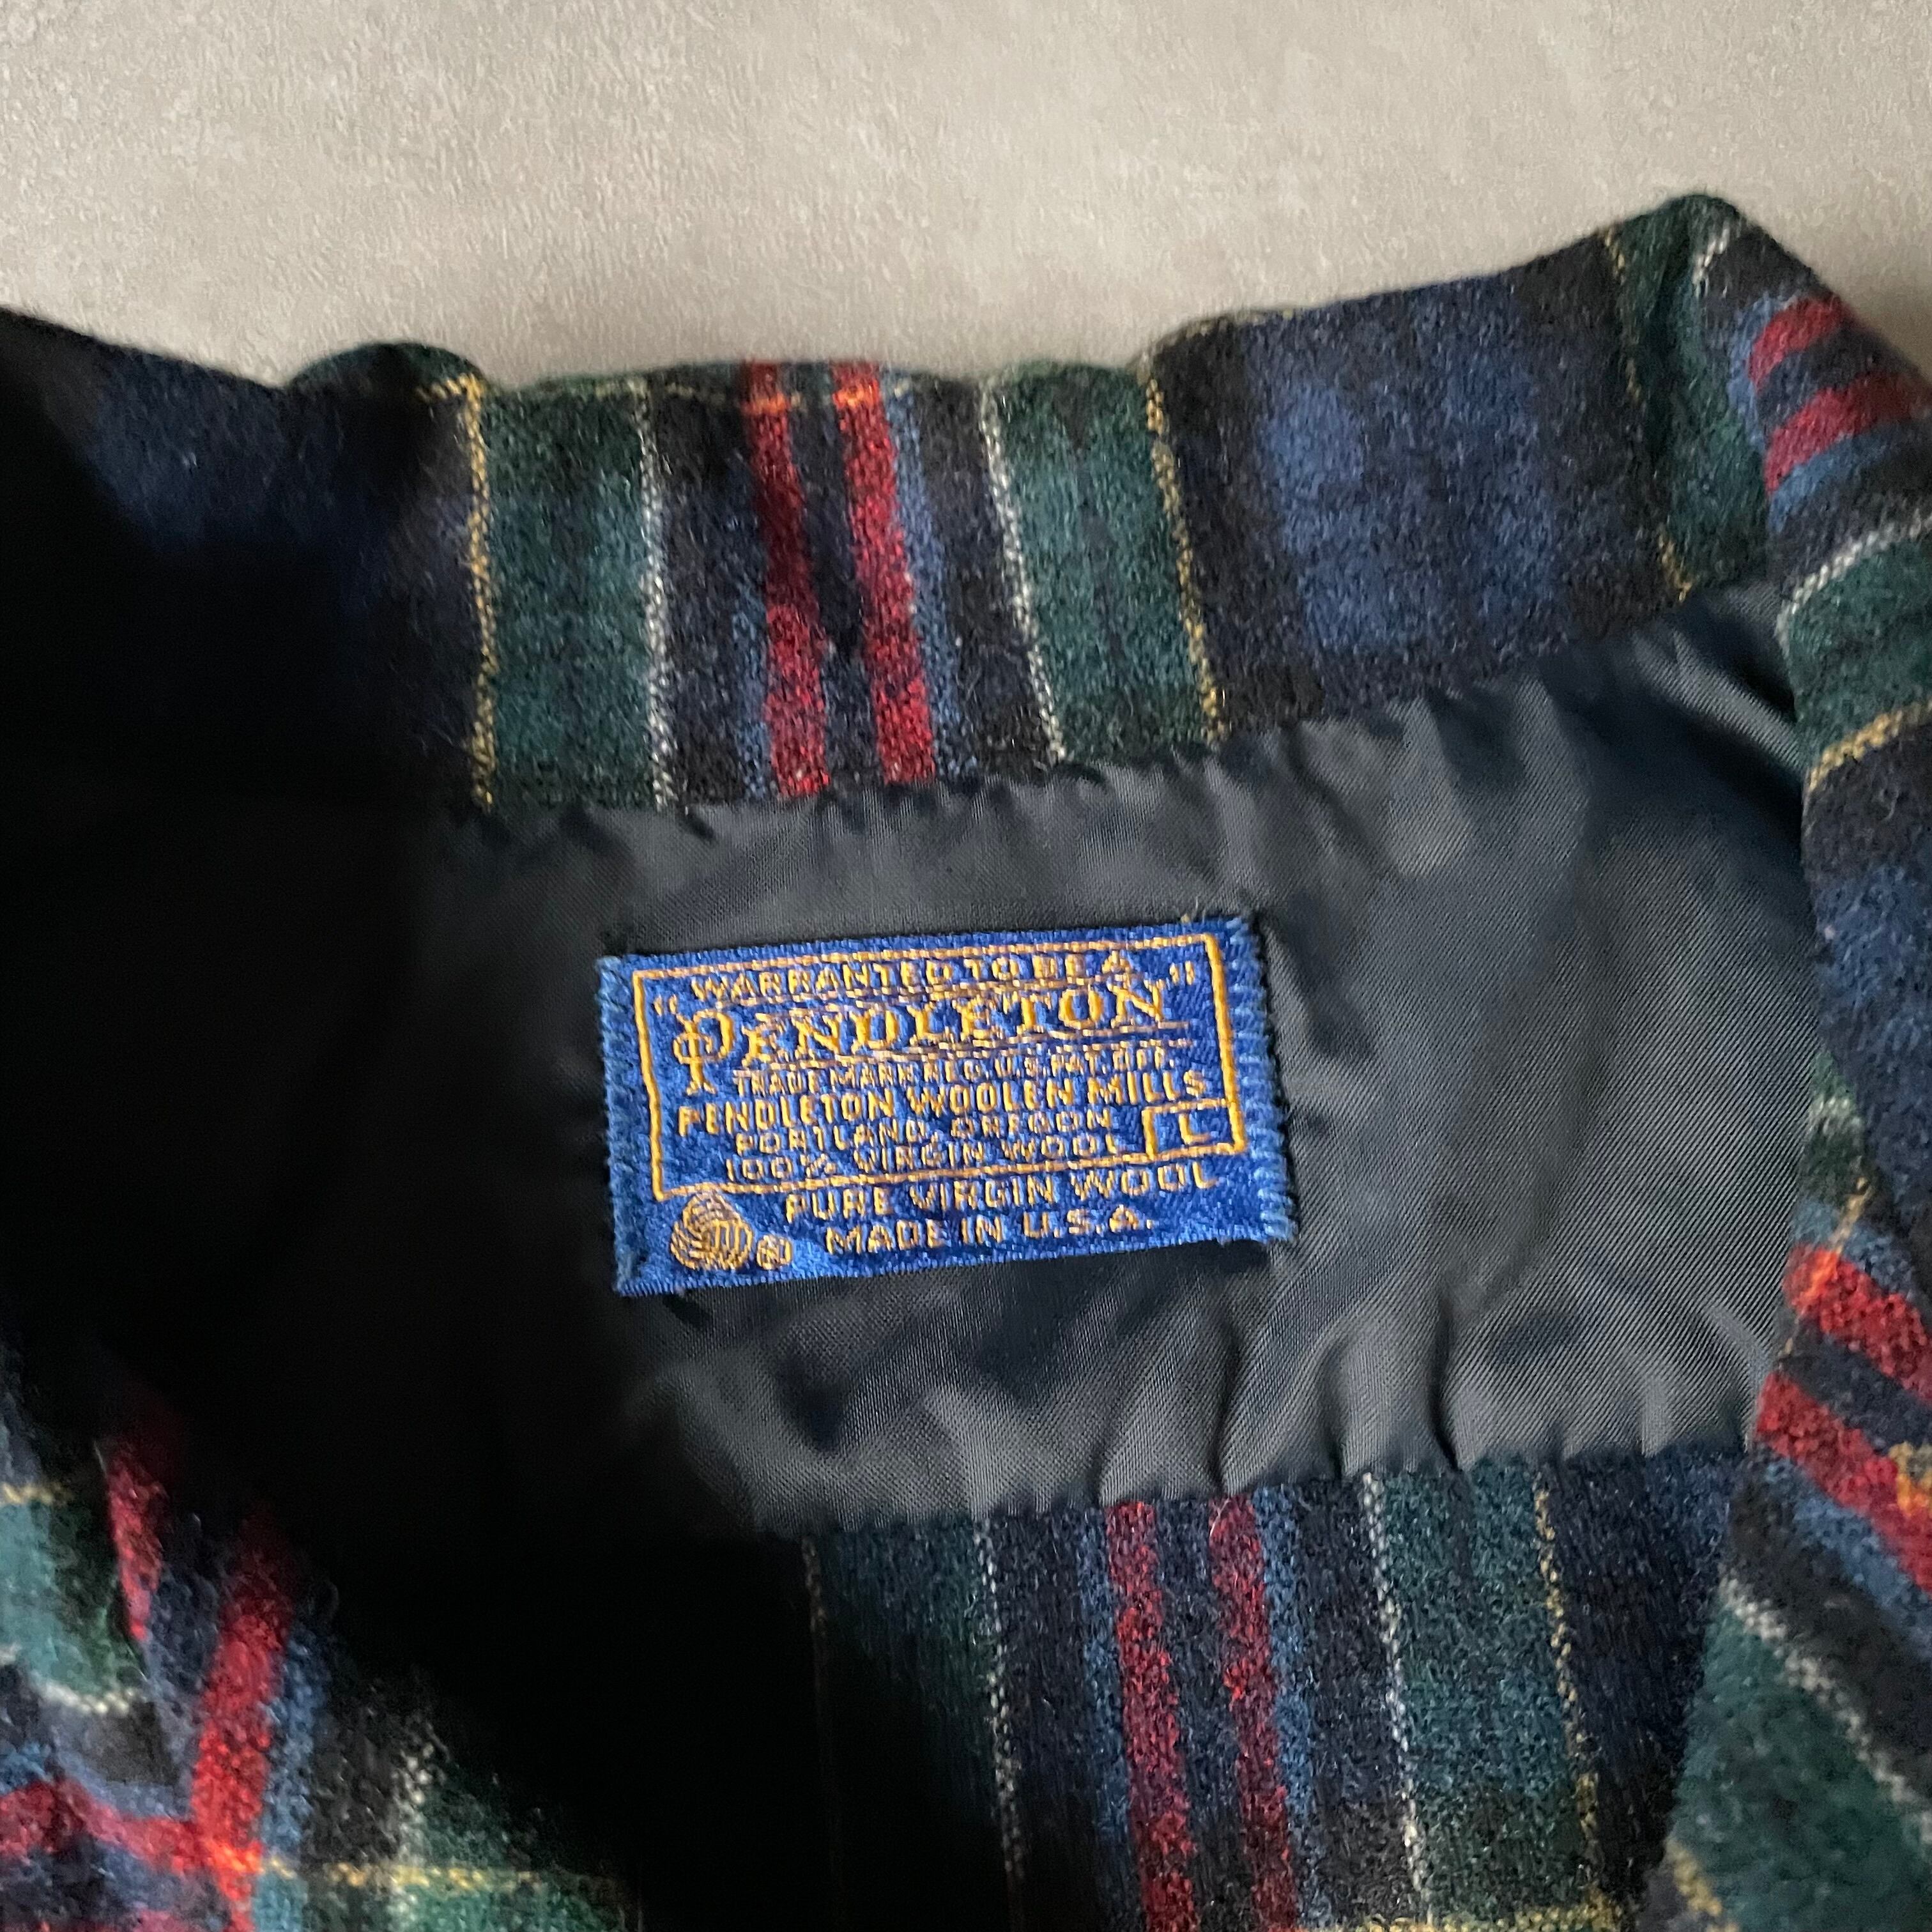 "WARRANTED TO BE A
PENDLETON"
TRADE MARK REG. U.S. PAT. OFF.
PENDLETON WOOLEN MILLS
PORTLAND, OREGON
L
100% VIRGIN WOOL
PURE VIRGIN WOOL
MADE IN U.S.A.